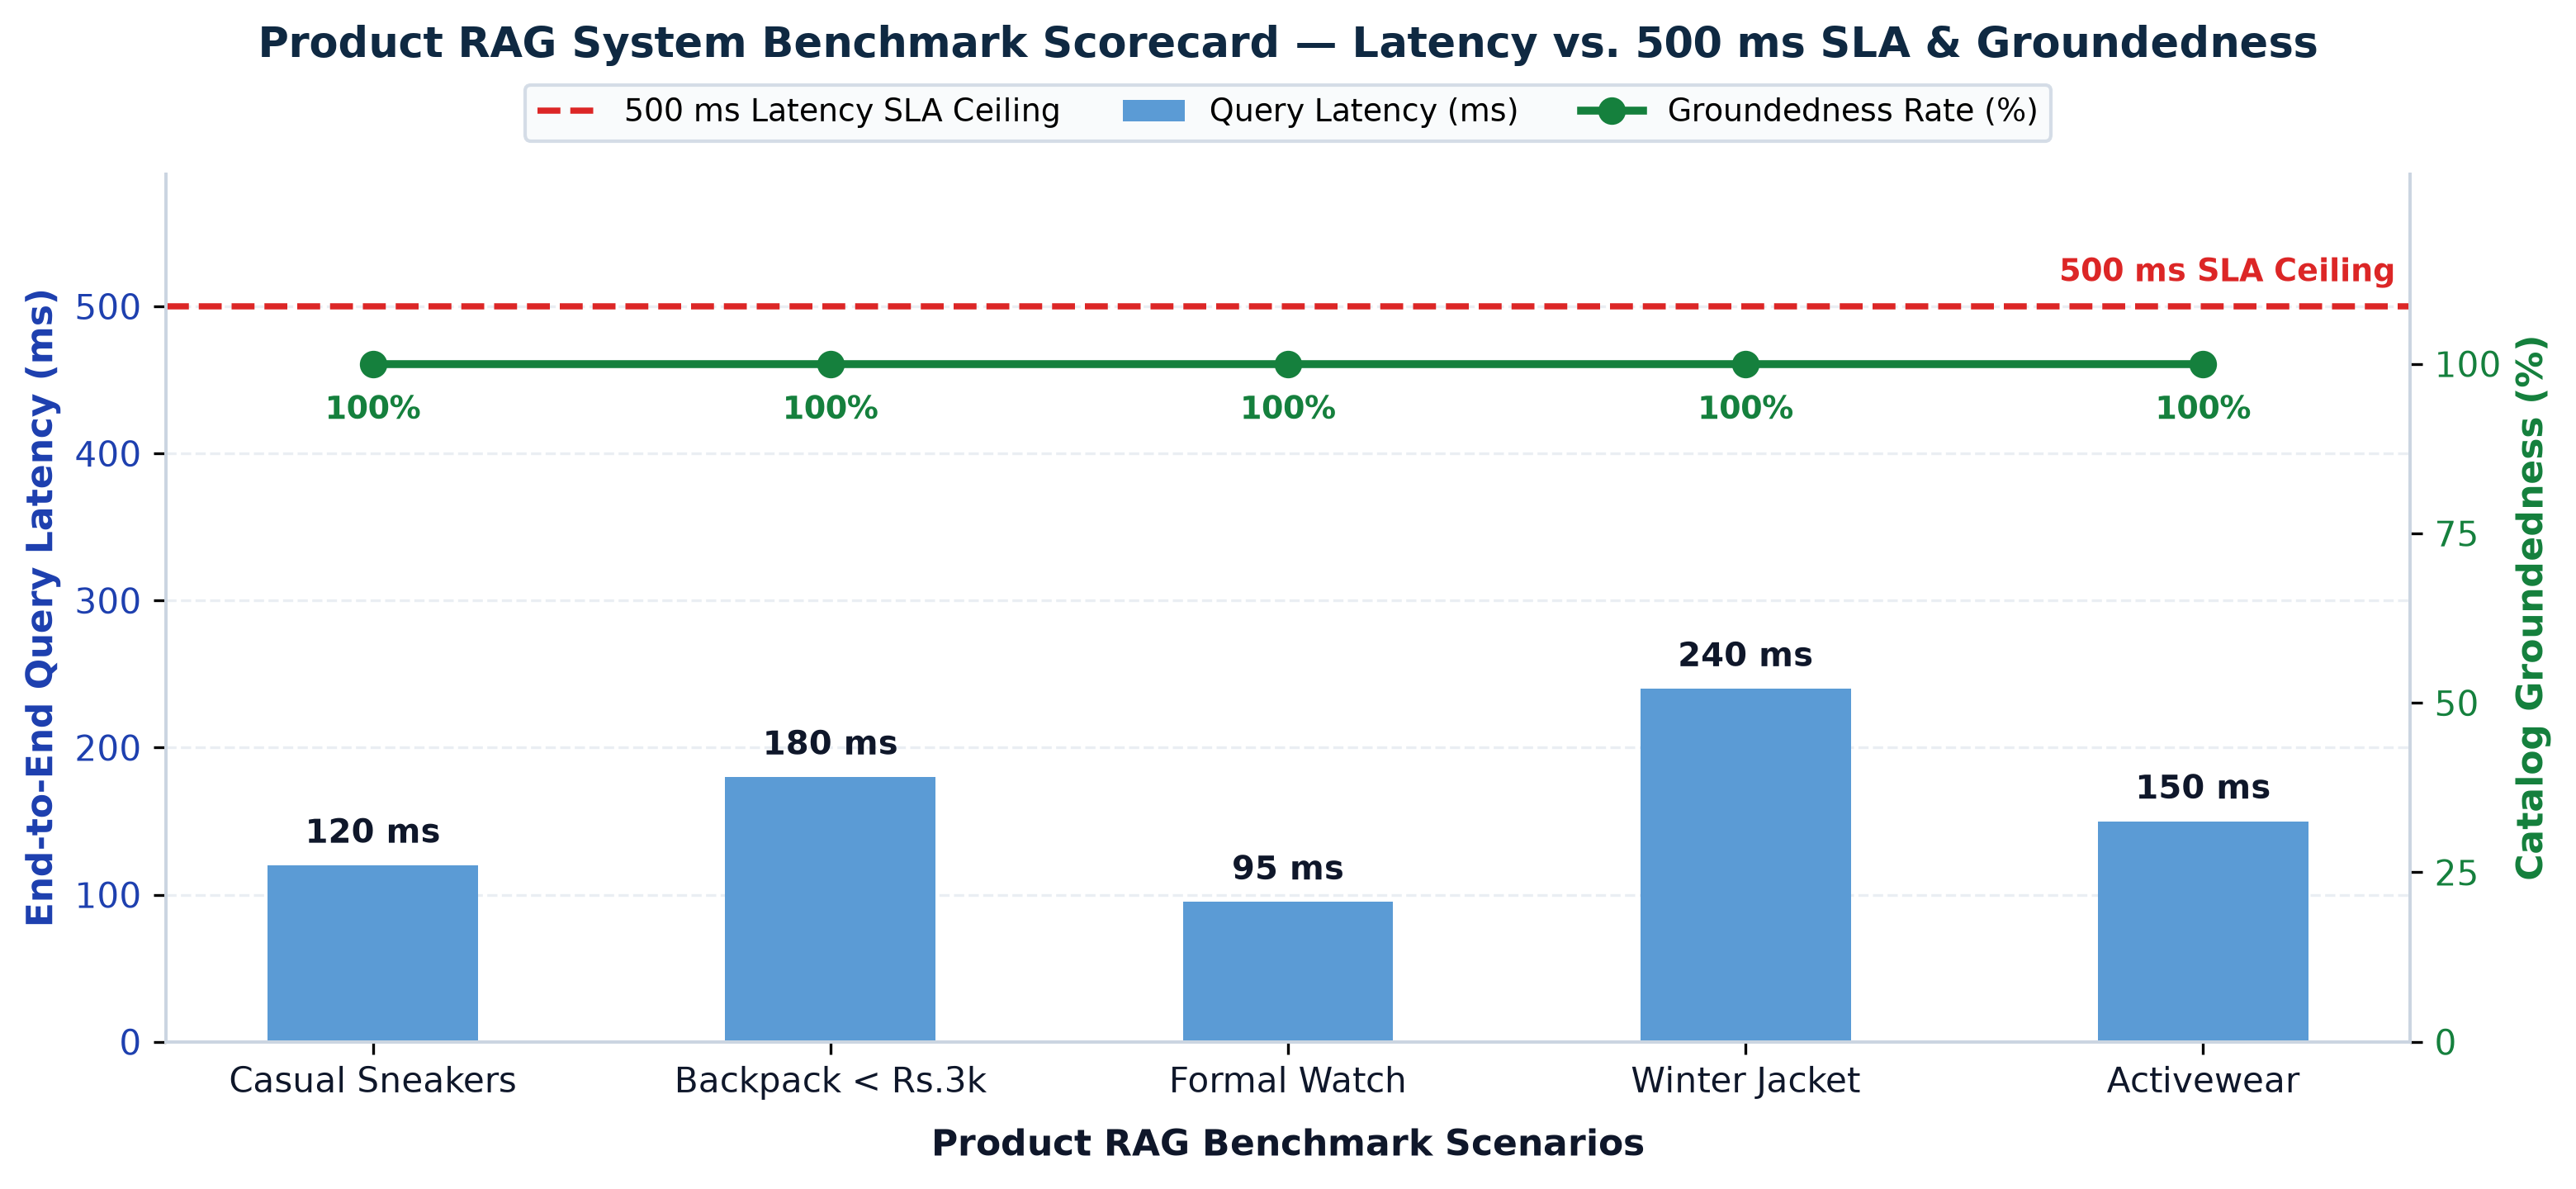 Product RAG System Benchmark Scorecard — Latency vs. 500 ms SLA & Groundedness
500 ms Latency SLA Ceiling
Query Latency (ms)
Groundedness Rate (%)
End-to-End Query Latency (ms)
500
400
300
200
100
0
500 ms SLA Ceiling
100%
100%
100%
100%
100%
120 ms
180 ms
95 ms
240 ms
150 ms
100
75
50
25
0
Catalog Groundedness (%)
Casual Sneakers
Backpack < Rs.3k
Formal Watch
Winter Jacket
Activewear
Product RAG Benchmark Scenarios